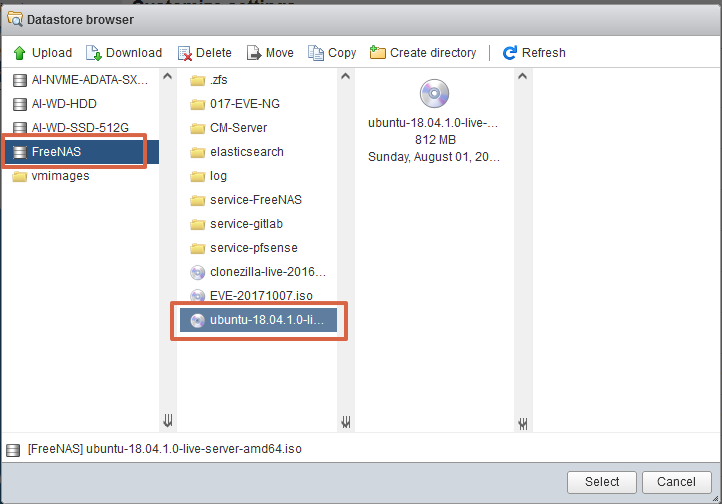 Datastore browser
Upload Download Delete Move Copy Create directory Refresh
AI-NVME-ADATA-SX...
AI-WD-HDD
AI-WD-SSD-512G
FreeNAS
vmimages
.zfs
017-EVE-NG
CM-Server
elasticsearch
log
service-FreeNAS
service-gitlab
service-pfsense
clonezilla-live-2016...
EVE-20171007.iso
ubuntu-18.04.1.0-li...
ubuntu-18.04.1.0-live-...
812 MB
Sunday, August 01, 20...
[FreeNAS] ubuntu-18.04.1.0-live-server-amd64.iso
Select Cancel